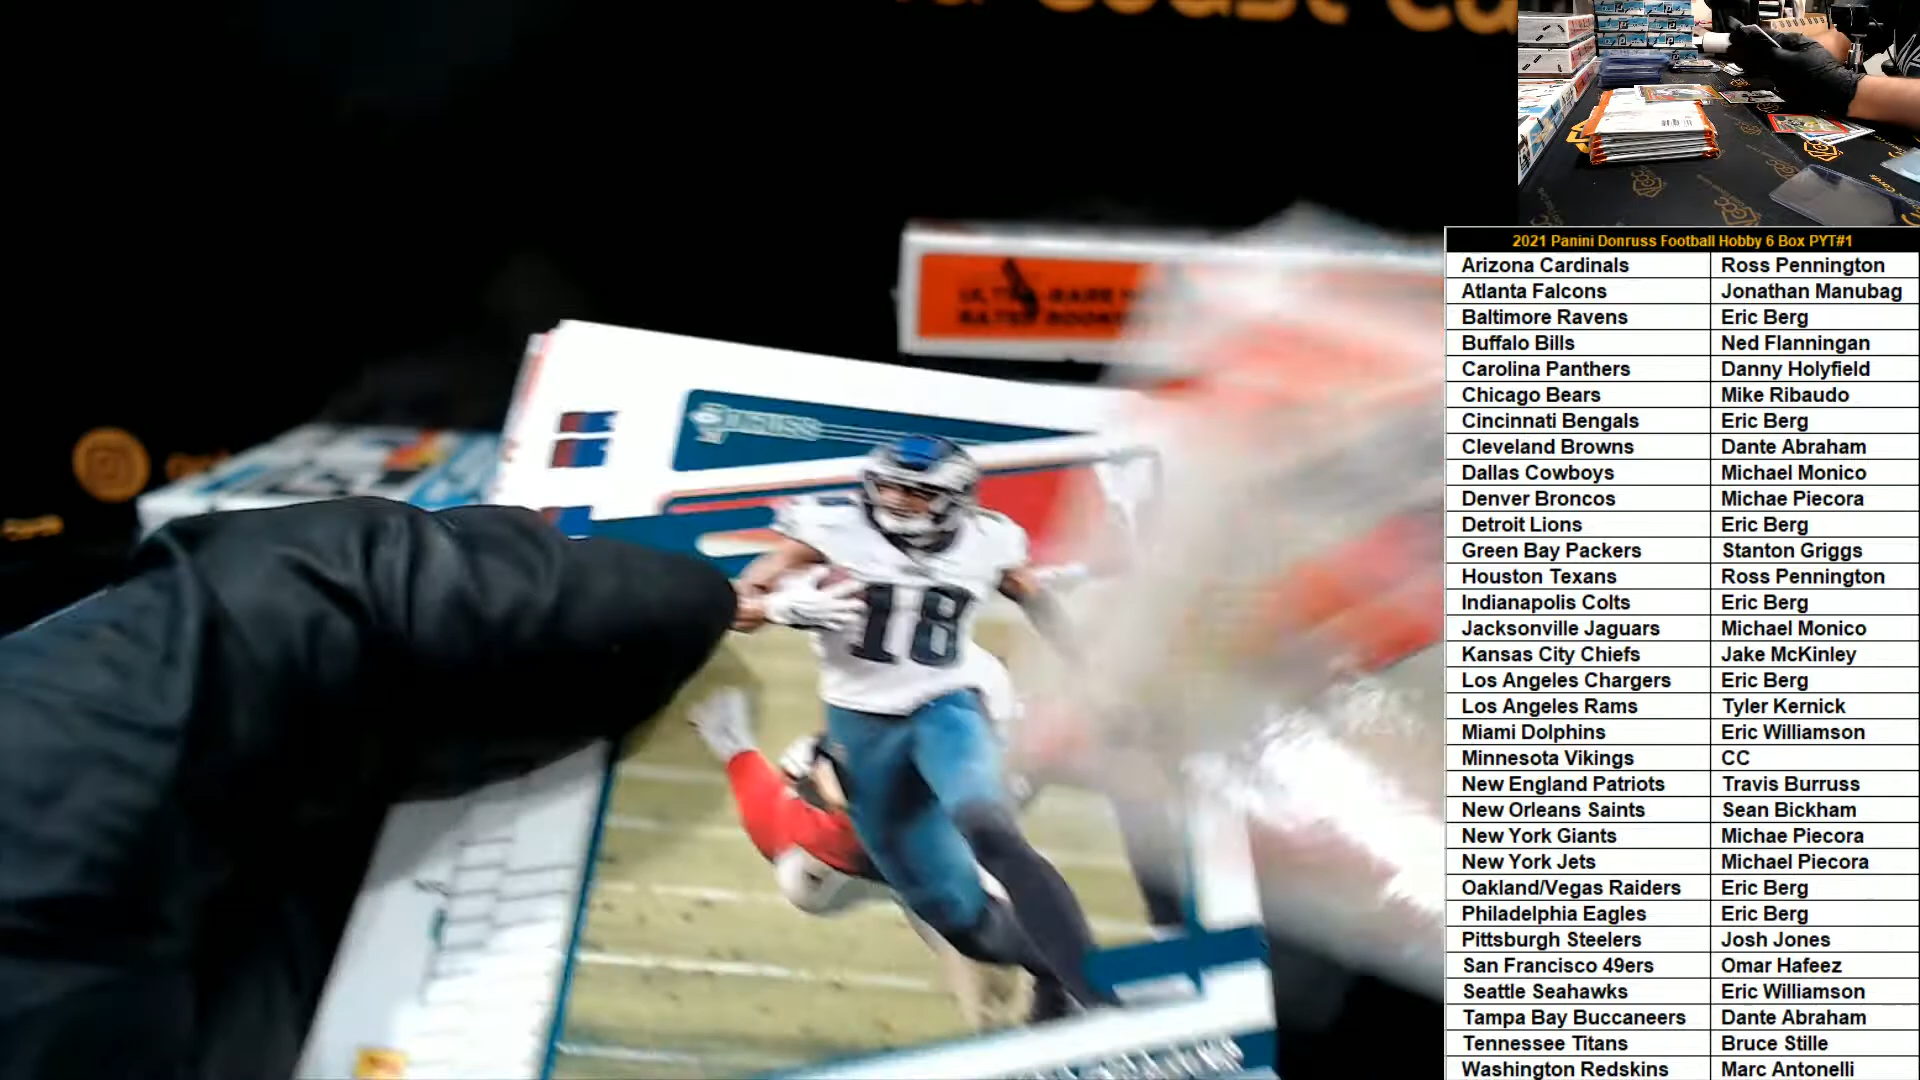 2021 Panini Donruss Football Hobby 6 Box PYT#1
Arizona Cardinals Ross Pennington
Atlanta Falcons Jonathan Manubag
Baltimore Ravens Eric Berg
Buffalo Bills Ned Flanningan
Carolina Panthers Danny Holyfield
Chicago Bears Mike Ribaudo
Cincinnati Bengals Eric Berg
Cleveland Browns Dante Abraham
Dallas Cowboys Michael Monico
Denver Broncos Michae Piecora
Detroit Lions Eric Berg
Green Bay Packers Stanton Griggs
Houston Texans Ross Pennington
Indianapolis Colts Eric Berg
Jacksonville Jaguars Michael Monico
Kansas City Chiefs Jake McKinley
Los Angeles Chargers Eric Berg
Los Angeles Rams Tyler Kernick
Miami Dolphins Eric Williamson
Minnesota Vikings CC
New England Patriots Travis Burruss
New Orleans Saints Sean Bickham
New York Giants Michae Piecora
New York Jets Michael Piecora
Oakland/Vegas Raiders Eric Berg
Philadelphia Eagles Eric Berg
Pittsburgh Steelers Josh Jones
San Francisco 49ers Omar Hafeez
Seattle Seahawks Eric Williamson
Tampa Bay Buccaneers Dante Abraham
Tennessee Titans Bruce Stille
Washington Redskins Marc Antonelli
Coast
ULTRA-RARE
RATED ROOKIE
18